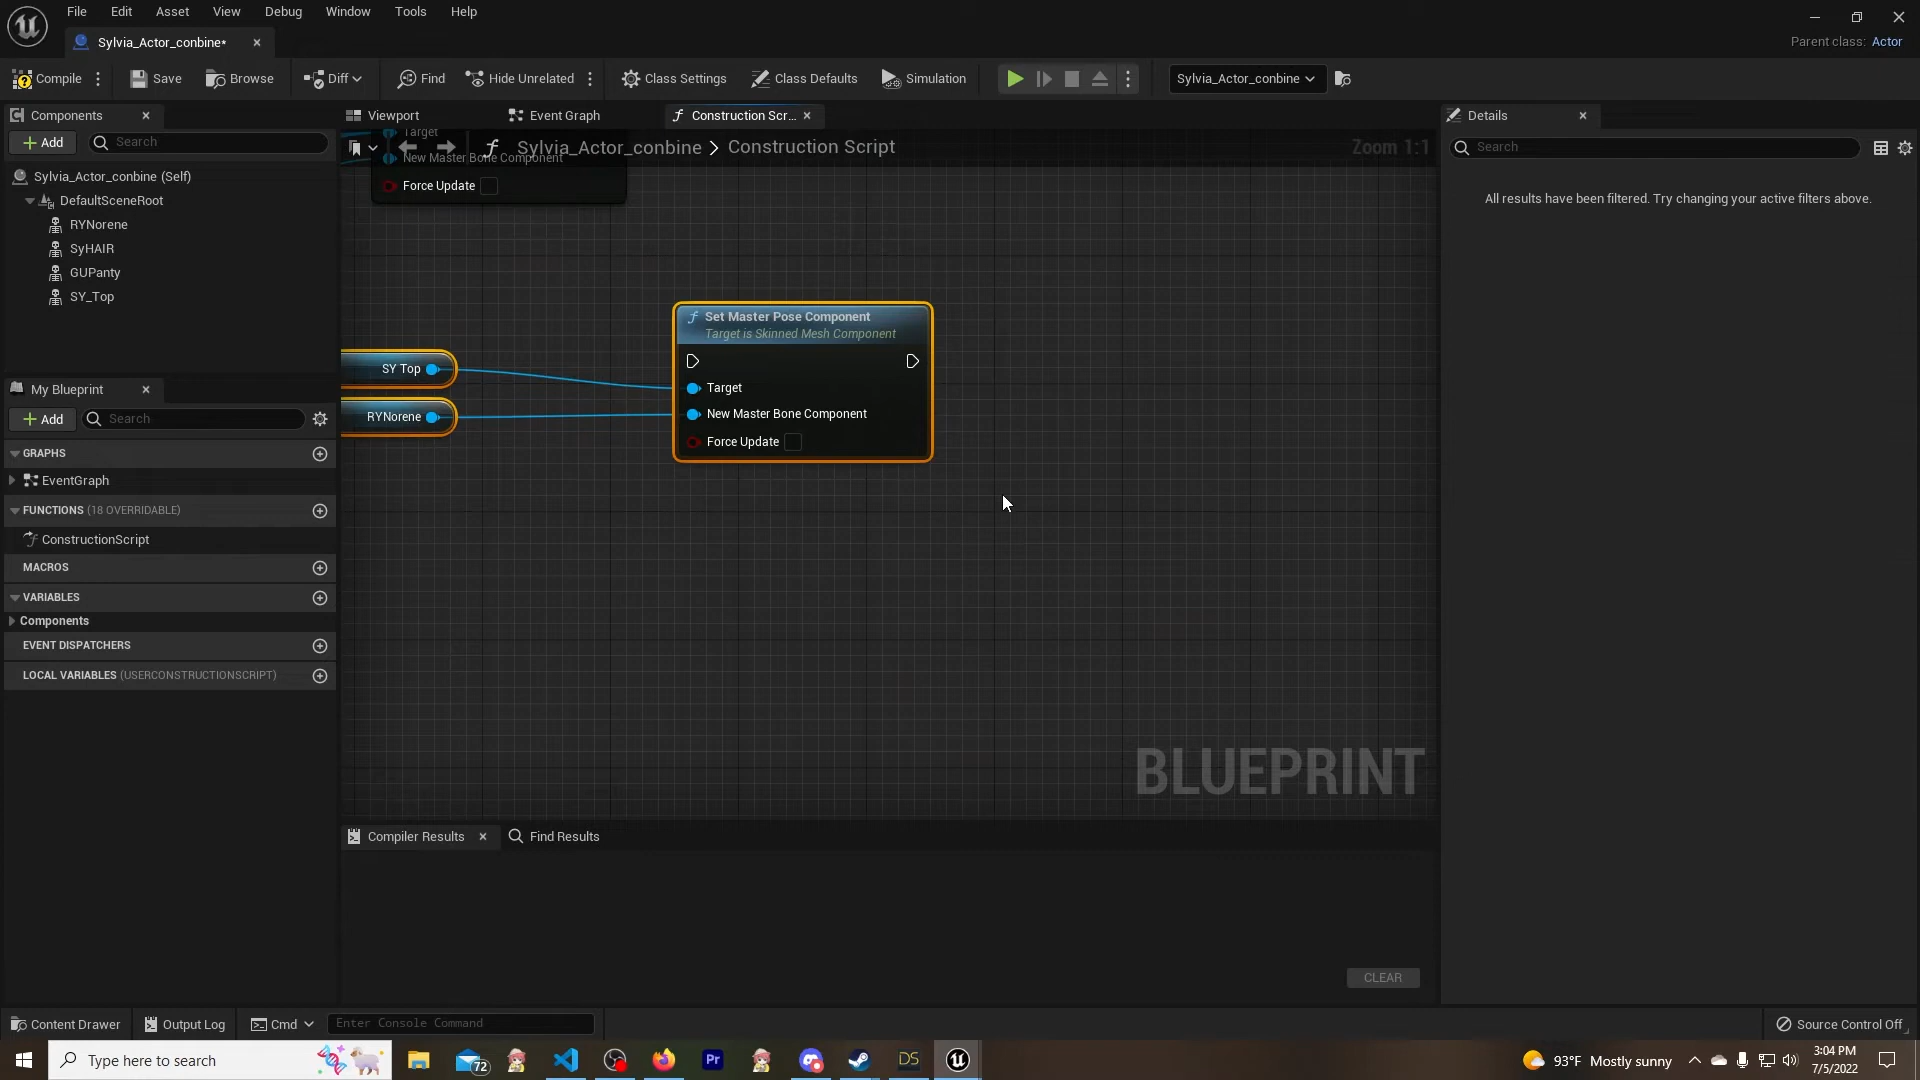 File Edit Asset View Debug Window Tools Help
Sylvia_Actor_conbine*
Parent class: Actor
Compile Save Browse Diff Find Hide Unrelated Class Settings Class Defaults Simulation Sylvia_Actor_conbine
Components
Add Search
Sylvia_Actor_conbine (Self)
DefaultSceneRoot
RYNorene
SyHAIR
GUPanty
SY_Top
My Blueprint
Add Search
GRAPHS
EventGraph
FUNCTIONS (18 OVERRIDABLE)
ConstructionScript
MACROS
VARIABLES
Components
EVENT DISPATCHERS
LOCAL VARIABLES (USERCONSTRUCTIONSCRIPT)
Viewport Event Graph Construction Scr...
Target
Sylvia_Actor_conbine > Construction Script
Zoom 1:1
New Master Bone Component
Force Update
Set Master Pose Component
Target is Skinned Mesh Component
SY Top
Target
RYNorene
New Master Bone Component
Force Update
BLUEPRINT
Compiler Results Find Results
CLEAR
Details
Search
All results have been filtered. Try changing your active filters above.
Content Drawer Output Log Cmd Enter Console Command Source Control Off
Type here to search
72
Pr
DS
93°F Mostly sunny
3:04 PM
7/5/2022